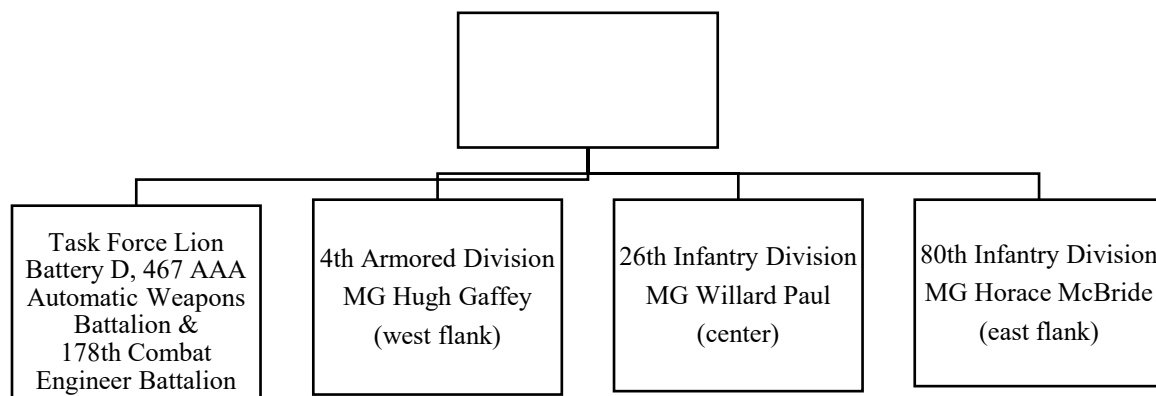 Task Force Lion
Battery D, 467 AAA
Automatic Weapons
Battalion &
178th Combat
Engineer Battalion
4th Armored Division
MG Hugh Gaffey
(west flank)
26th Infantry Division
MG Willard Paul
(center)
80th Infantry Division
MG Horace McBride
(east flank)